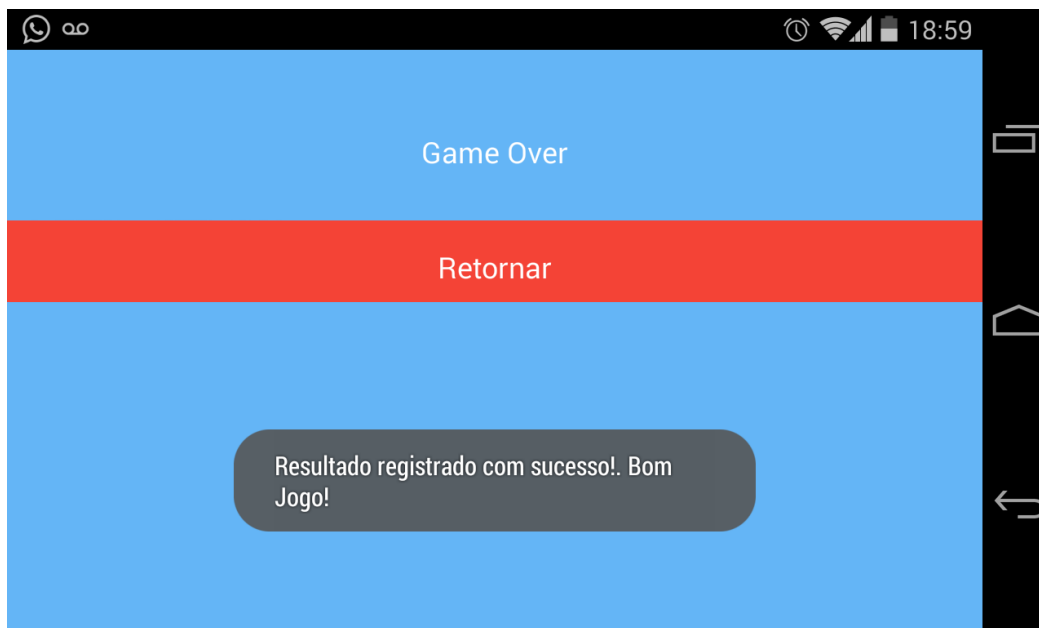 18:59
Game Over
Retornar
Resultado registrado com sucesso!. Bom
Jogo!